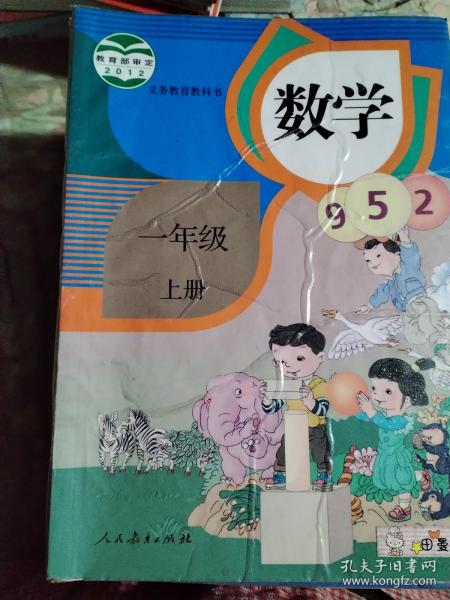 教育部审定
2012
义务教育教科书
数学
9 5 2
一年级
上册
人民教育出版社
田曼
孔夫子旧书网
www.kongfz.com